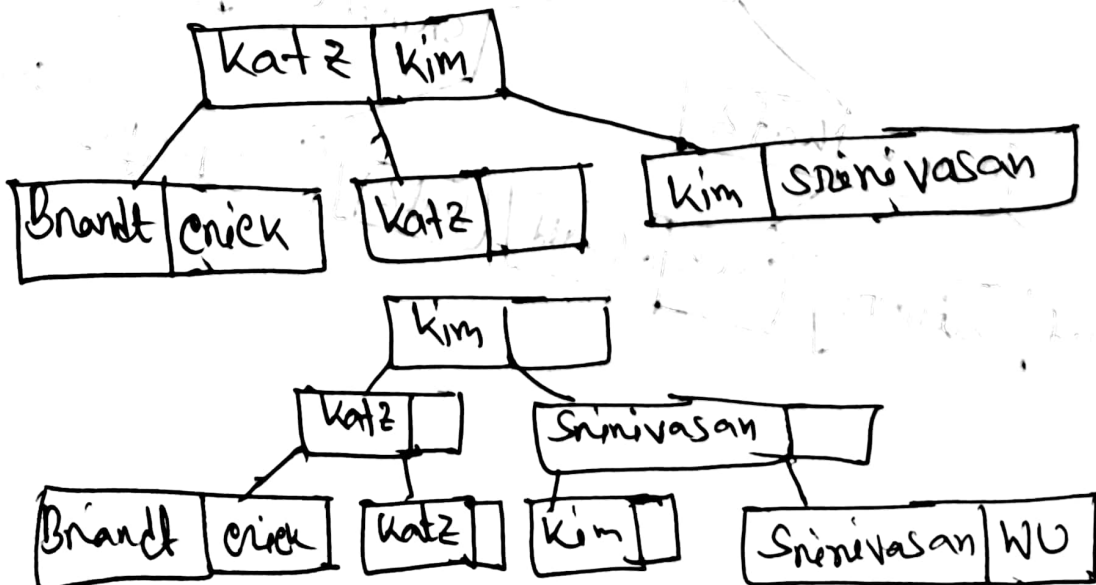 Katz Kim
Brandt Crick Katz Kim Srinivasan
Kim
Katz Srinivasan
Brandt Crick Katz Kim Srinivasan WU